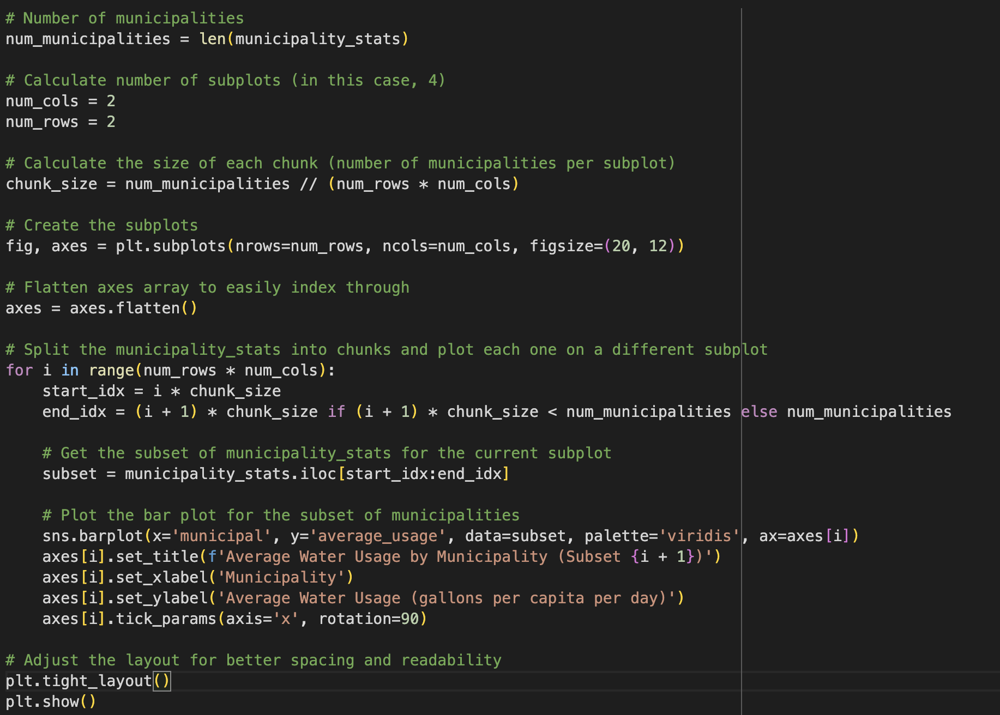 # Number of municipalities
num_municipalities = len(municipality_stats)

# Calculate number of subplots (in this case, 4)
num_cols = 2
num_rows = 2

# Calculate the size of each chunk (number of municipalities per subplot)
chunk_size = num_municipalities // (num_rows * num_cols)

# Create the subplots
fig, axes = plt.subplots(nrows=num_rows, ncols=num_cols, figsize=(20, 12))

# Flatten axes array to easily index through
axes = axes.flatten()

# Split the municipality_stats into chunks and plot each one on a different subplot
for i in range(num_rows * num_cols):
    start_idx = i * chunk_size
    end_idx = (i + 1) * chunk_size if (i + 1) * chunk_size < num_municipalities else num_municipalities

    # Get the subset of municipality_stats for the current subplot
    subset = municipality_stats.iloc[start_idx:end_idx]

    # Plot the bar plot for the subset of municipalities
    sns.barplot(x='municipal', y='average_usage', data=subset, palette='viridis', ax=axes[i])
    axes[i].set_title(f'Average Water Usage by Municipality (Subset {i + 1})')
    axes[i].set_xlabel('Municipality')
    axes[i].set_ylabel('Average Water Usage (gallons per capita per day)')
    axes[i].tick_params(axis='x', rotation=90)

# Adjust the layout for better spacing and readability
plt.tight_layout()
plt.show()